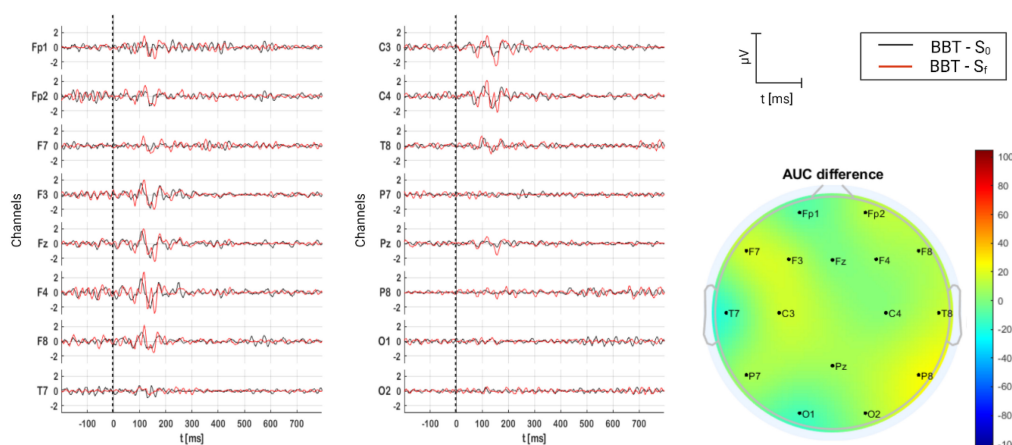 Channels
Fp1
2
0
-2
Fp2
2
0
-2
F7
2
0
-2
F3
2
0
-2
Fz
2
0
-2
F4
2
0
-2
F8
2
0
-2
T7
2
0
-2
-100 0 100 200 300 400 500 600 700
t [ms]
Channels
C3
2
0
-2
C4
2
0
-2
T8
2
0
-2
P7
2
0
-2
Pz
2
0
-2
P8
2
0
-2
O1
2
0
-2
O2
2
0
-2
-100 0 100 200 300 400 500 600 700
t [ms]
µV
t [ms]
BBT - S₀
BBT - Sf
AUC difference
Fp1 Fp2
F7 F3 Fz F4 F8
T7 C3 C4 T8
P7 Pz P8
O1 O2
100
80
60
40
20
0
-20
-40
-60
-80